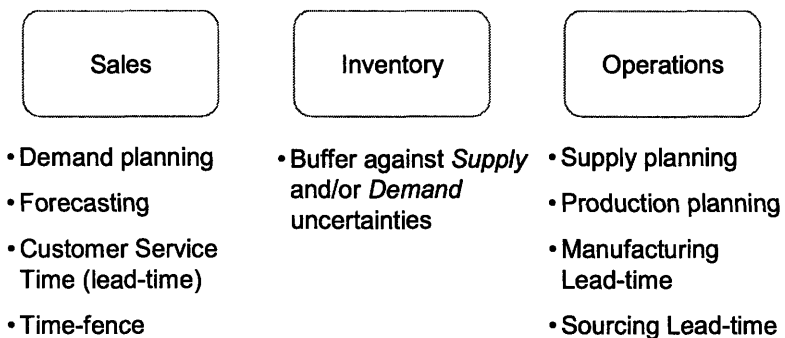 Sales
Inventory
Operations
• Demand planning
• Forecasting
• Customer Service
Time (lead-time)
• Time-fence
• Buffer against Supply
and/or Demand
uncertainties
• Supply planning
• Production planning
• Manufacturing
Lead-time
• Sourcing Lead-time